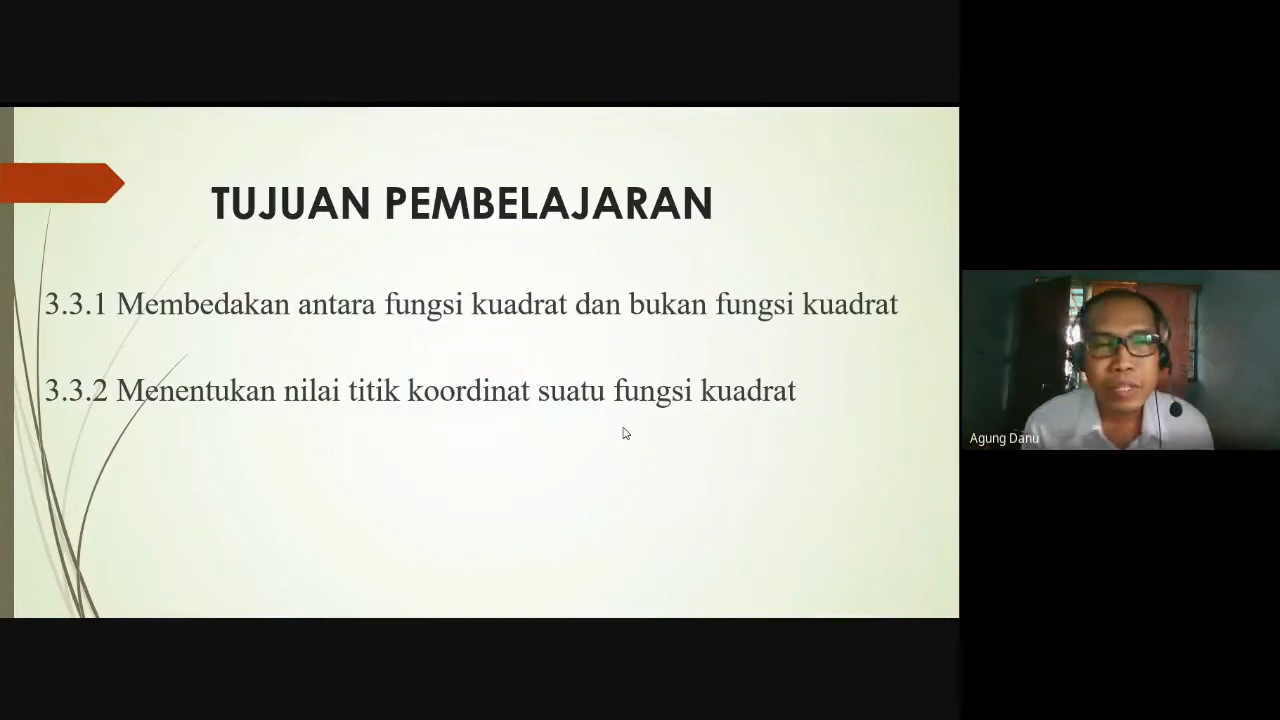 TUJUAN PEMBELAJARAN
3.3.1 Membedakan antara fungsi kuadrat dan bukan fungsi kuadrat
3.3.2 Menentukan nilai titik koordinat suatu fungsi kuadrat
Agung Danu